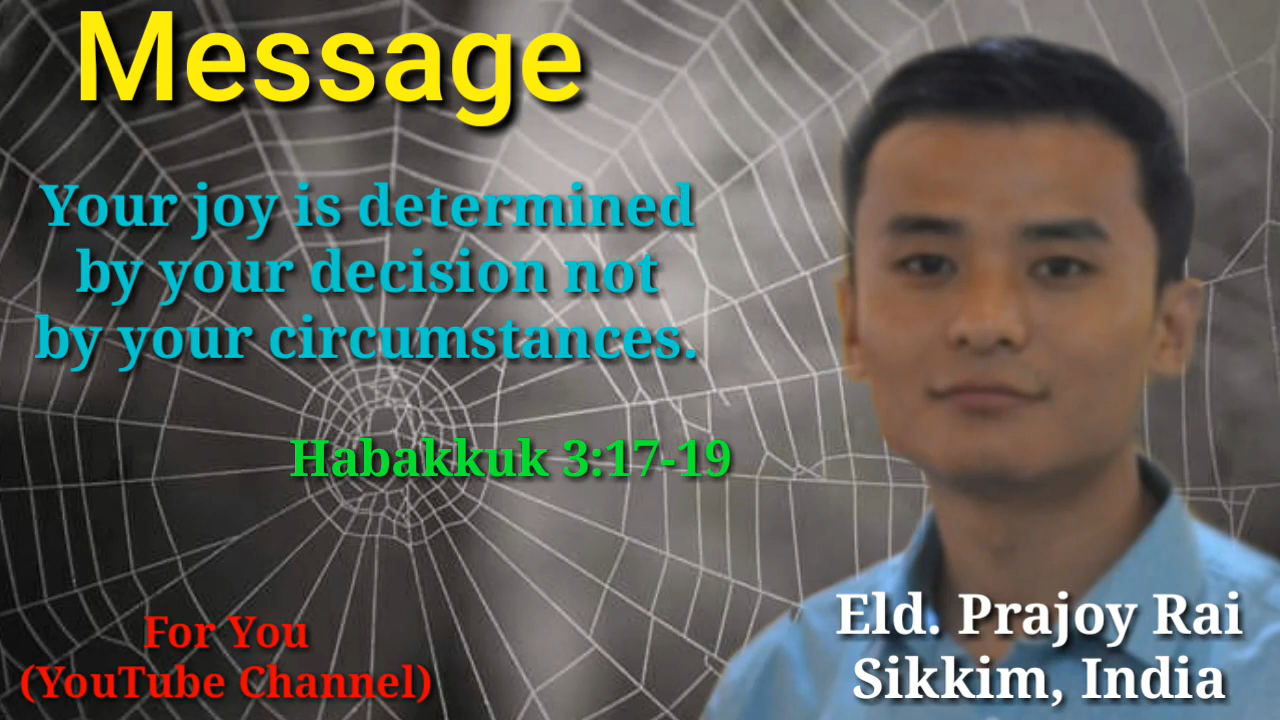 Message
Your joy is determined
by your decision not
by your circumstances.
Habakkuk 3:17-19
For You
(YouTube Channel)
Eld. Prajoy Rai
Sikkim, India